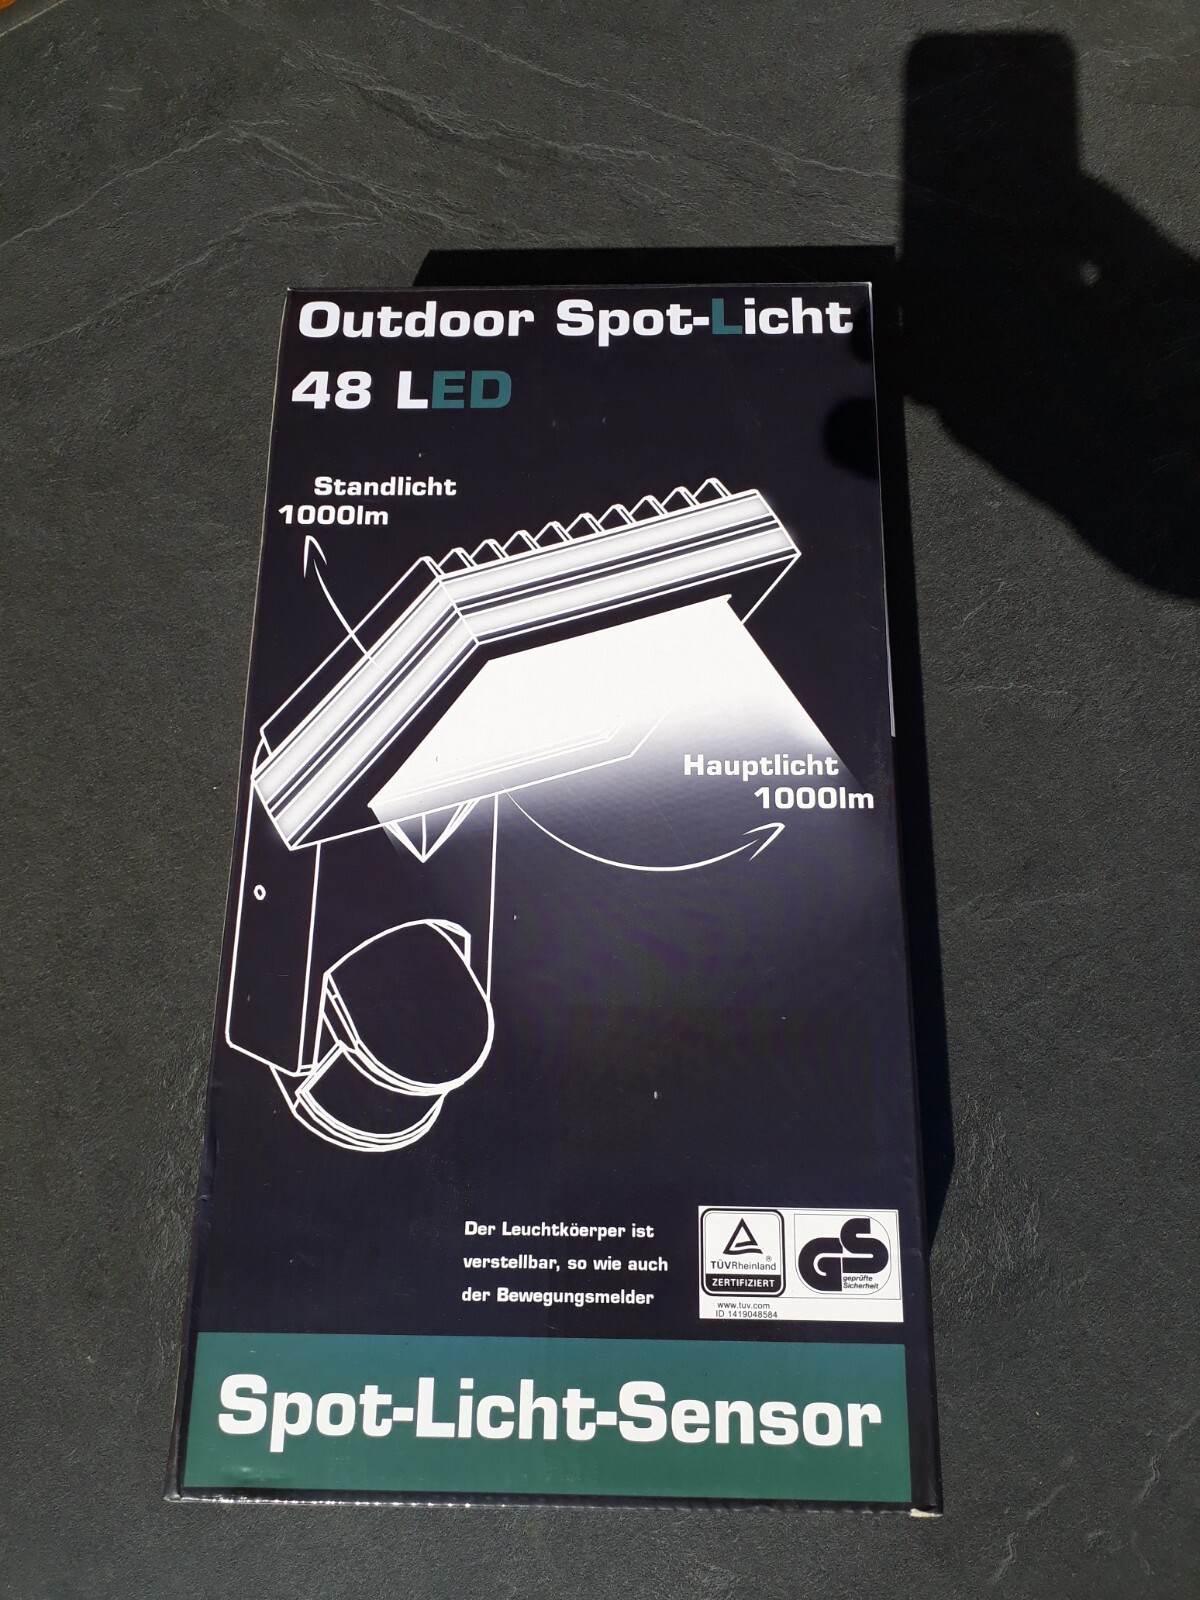 Outdoor Spot-Licht
48 LED
Standlicht
1000lm
Hauptlicht
1000lm
Der Leuchtköerper ist
verstellbar, so wie auch
der Bewegungsmelder
TÜVRheinland ®
ZERTIFIZIERT
GS
geprüfte
Sicherheit
www.tuv.com
ID 1419048584
Spot-Licht-Sensor